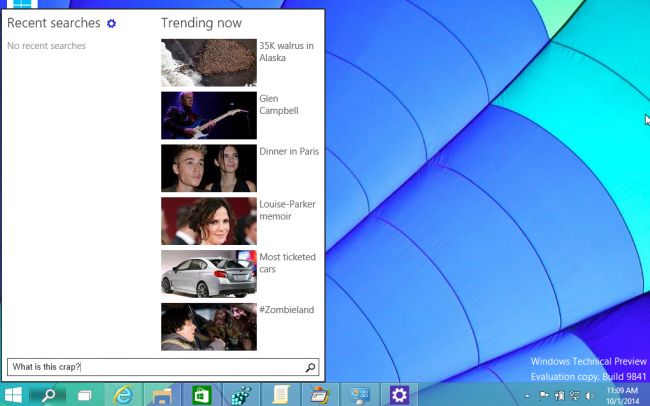 Recent searches
Trending now
No recent searches
35K walrus in
Alaska
Glen
Campbell
Dinner in Paris
Louise-Parker
memoir
Most ticketed
cars
#Zombieland
What is this crap?
Windows Technical Preview
Evaluation copy. Build 9841
11:09 AM
10/1/2014